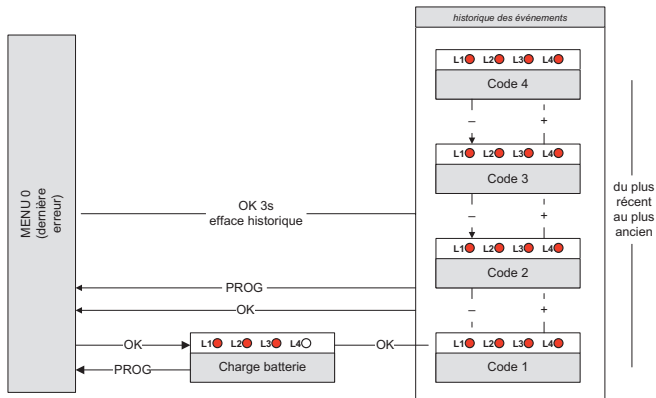 historique des événements
L1 L2 L3 L4
Code 4
– +
L1 L2 L3 L4
Code 3
– +
L1 L2 L3 L4
Code 2
– +
L1 L2 L3 L4
Code 1
du plus
récent
au plus
ancien
MENU 0
(dernière
erreur)
OK 3s
efface historique
PROG
OK
OK
L1 L2 L3 L4
Charge batterie
OK
PROG